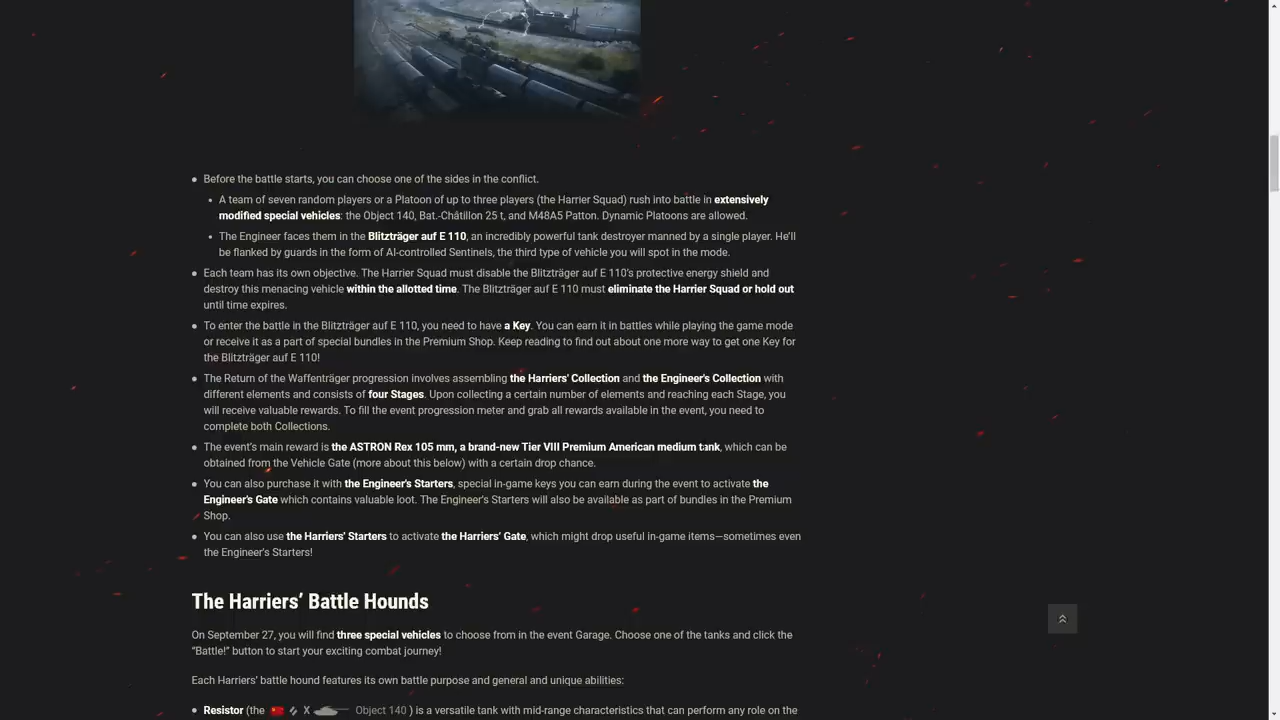 Before the battle starts, you can choose one of the sides in the conflict.
A team of seven random players or a Platoon of up to three players (the Harrier Squad) rush into battle in extensively
modified special vehicles: the Object 140, Bat.-Châtillon 25 t, and M48A5 Patton. Dynamic Platoons are allowed.
The Engineer faces them in the Blitzträger auf E 110, an incredibly powerful tank destroyer manned by a single player. He'll
be flanked by guards in the form of AI-controlled Sentinels, the third type of vehicle you will spot in the mode.
Each team has its own objective. The Harrier Squad must disable the Blitzträger auf E 110's protective energy shield and
destroy this menacing vehicle within the allotted time. The Blitzträger auf E 110 must eliminate the Harrier Squad or hold out
until time expires.
To enter the battle in the Blitzträger auf E 110, you need to have a Key. You can earn it in battles while playing the game mode
or receive it as a part of special bundles in the Premium Shop. Keep reading to find out about one more way to get one Key for
the Blitzträger auf E 110!
The Return of the Waffenträger progression involves assembling the Harriers' Collection and the Engineer's Collection with
different elements and consists of four Stages. Upon collecting a certain number of elements and reaching each Stage, you
will receive valuable rewards. To fill the event progression meter and grab all rewards available in the event, you need to
complete both Collections.
The event's main reward is the ASTRON Rex 105 mm, a brand-new Tier VIII Premium American medium tank, which can be
obtained from the Vehicle Gate (more about this below) with a certain drop chance.
You can also purchase it with the Engineer's Starters, special in-game keys you can earn during the event to activate the
Engineer's Gate which contains valuable loot. The Engineer's Starters will also be available as part of bundles in the Premium
Shop.
You can also use the Harriers' Starters to activate the Harriers' Gate, which might drop useful in-game items—sometimes even
the Engineer's Starters!
The Harriers' Battle Hounds
On September 27, you will find three special vehicles to choose from in the event Garage. Choose one of the tanks and click the
"Battle!" button to start your exciting combat journey!
Each Harriers' battle hound features its own battle purpose and general and unique abilities:
Resistor (the X Object 140 ) is a versatile tank with mid-range characteristics that can perform any role on the